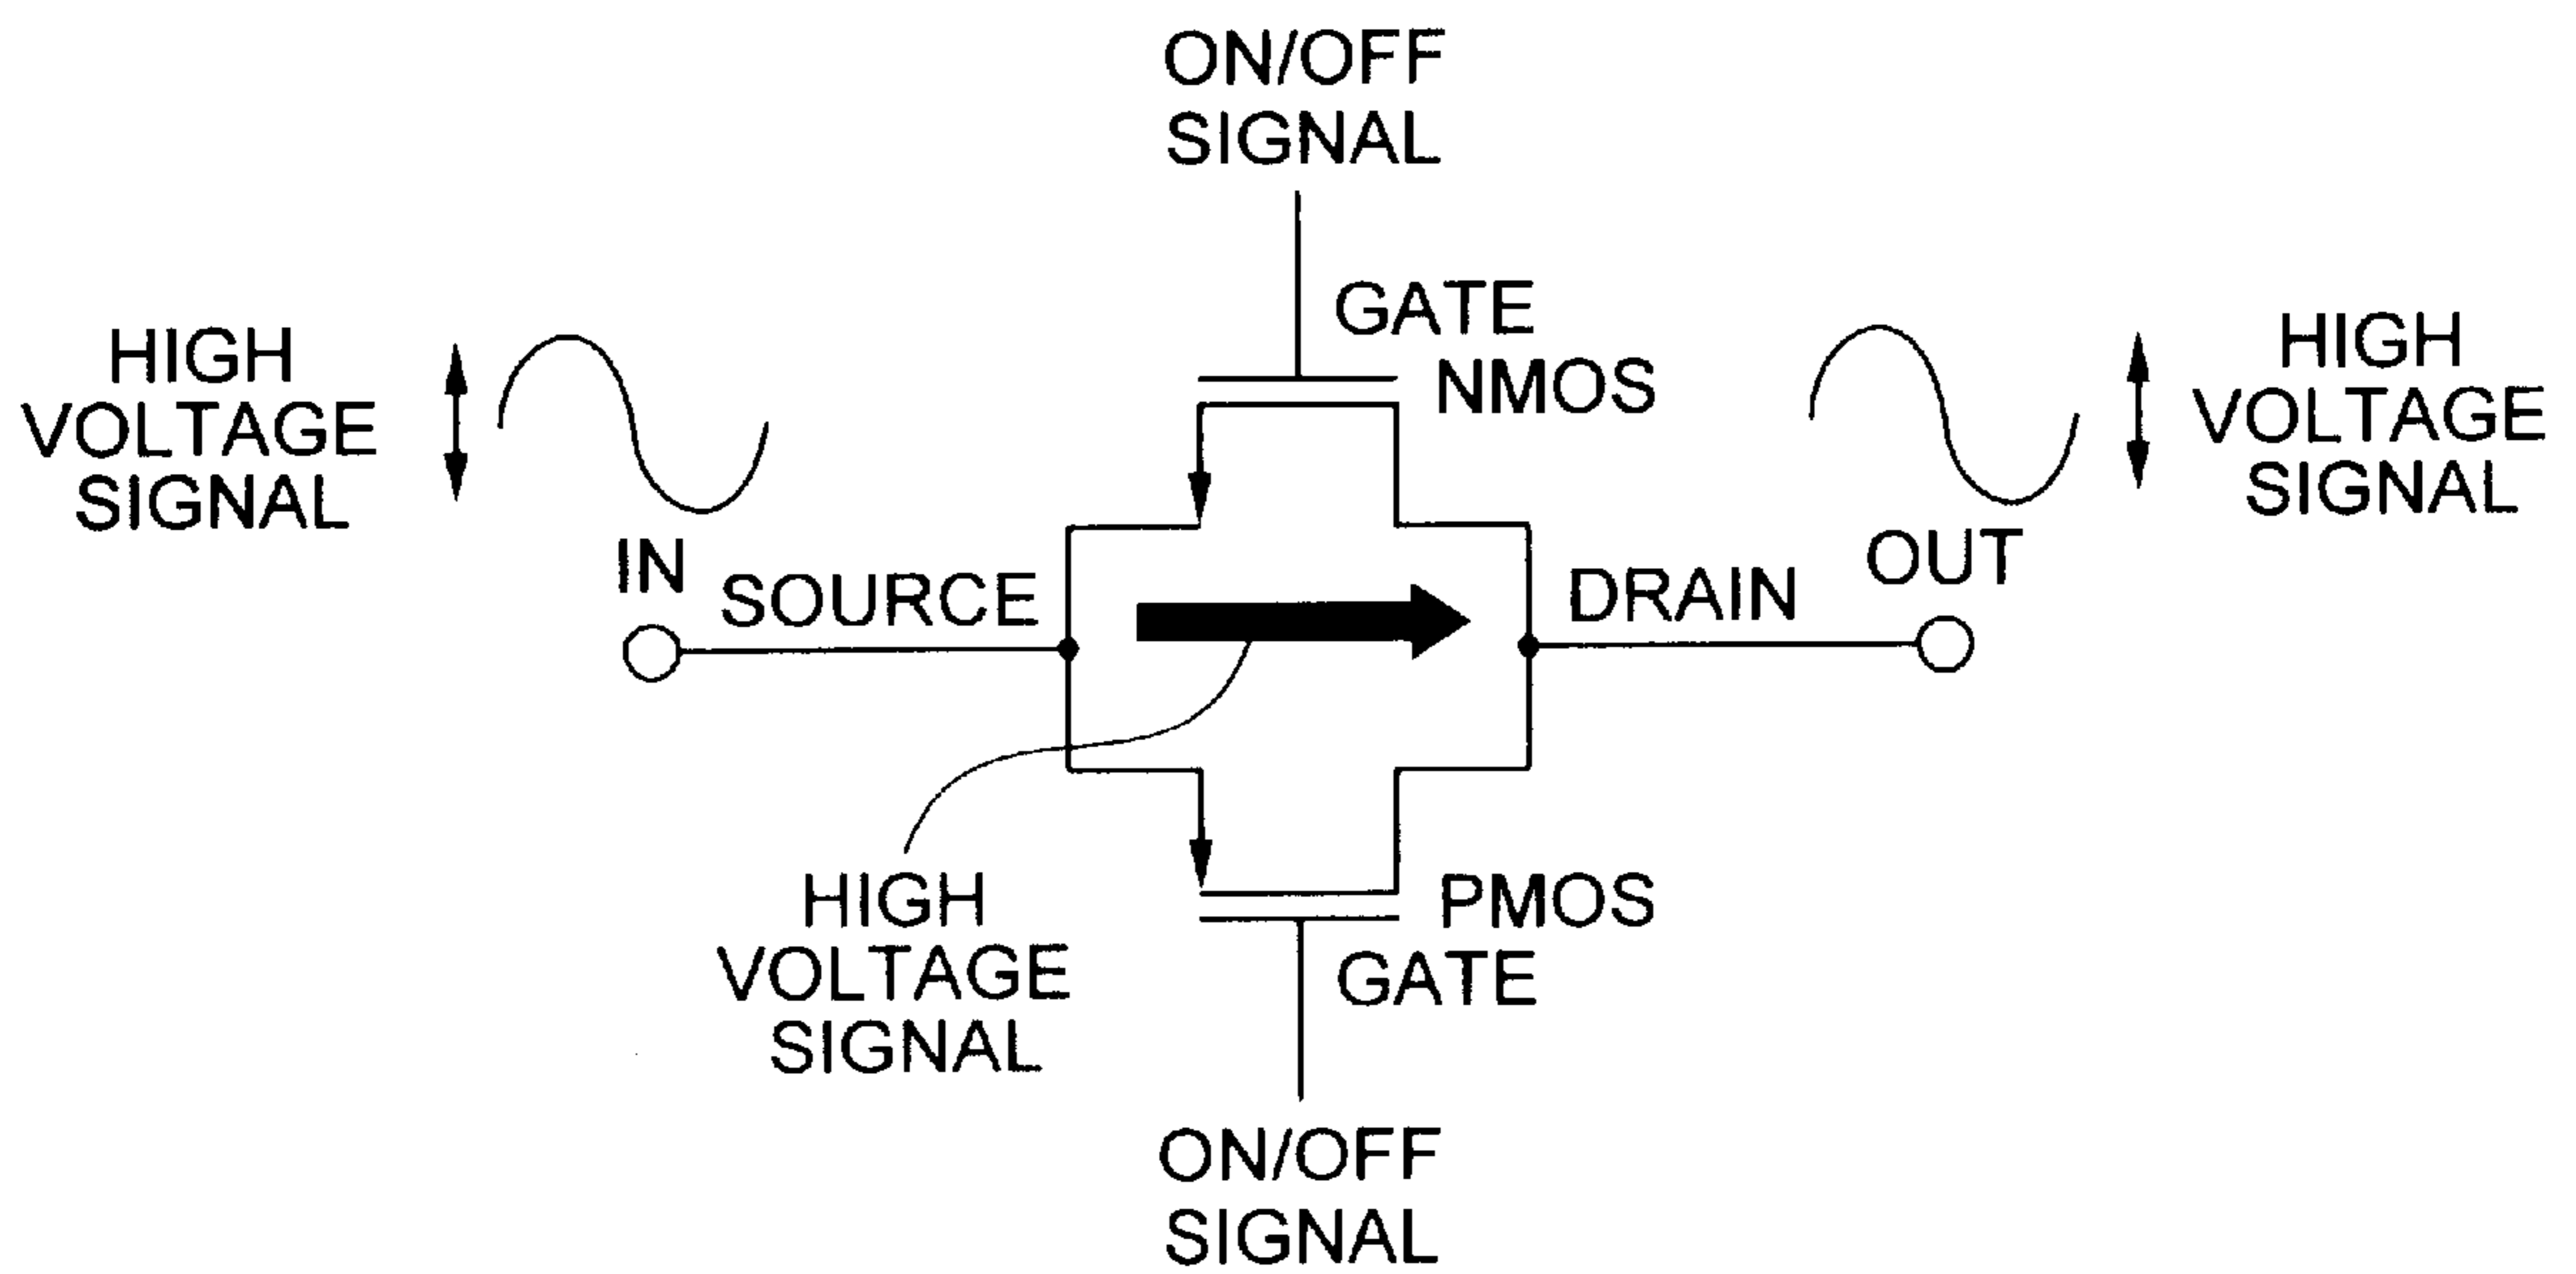 ON/OFF
SIGNAL
GATE
NMOS
HIGH
VOLTAGE
SIGNAL
HIGH
VOLTAGE
SIGNAL
IN
SOURCE
DRAIN
OUT
HIGH
VOLTAGE
SIGNAL
PMOS
GATE
ON/OFF
SIGNAL